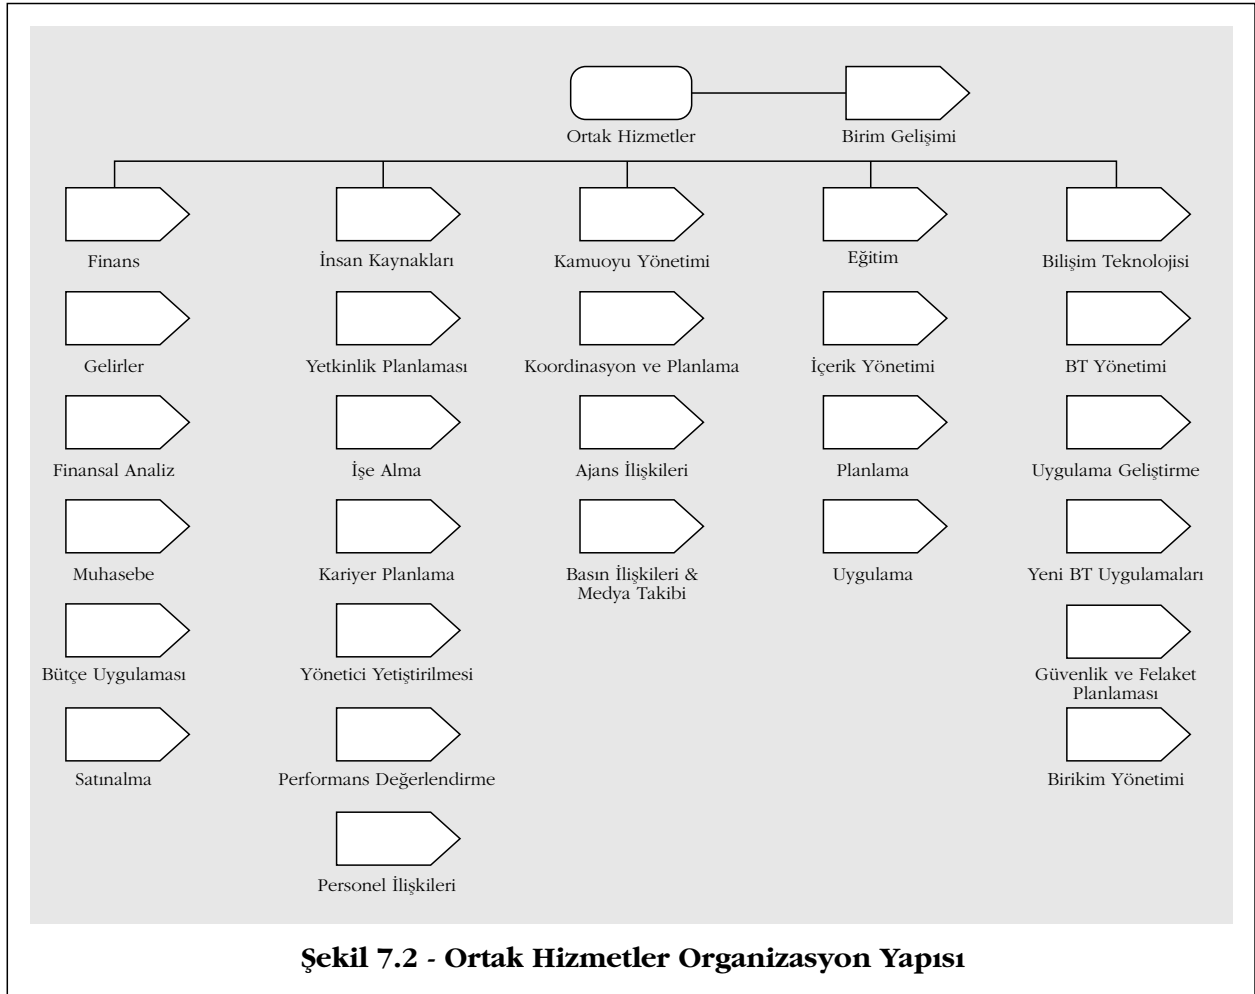 Ortak Hizmetler
Birim Gelişimi
Finans
İnsan Kaynakları
Kamuoyu Yönetimi
Eğitim
Bilişim Teknolojisi
Gelirler
Yetkinlik Planlaması
Koordinasyon ve Planlama
İçerik Yönetimi
BT Yönetimi
Finansal Analiz
İşe Alma
Ajans İlişkileri
Planlama
Uygulama Geliştirme
Muhasebe
Kariyer Planlama
Basın İlişkileri &
Medya Takibi
Uygulama
Yeni BT Uygulamaları
Bütçe Uygulaması
Yönetici Yetiştirilmesi
Güvenlik ve Felaket
Planlaması
Satınalma
Performans Değerlendirme
Birikim Yönetimi
Personel İlişkileri
Şekil 7.2 - Ortak Hizmetler Organizasyon Yapısı